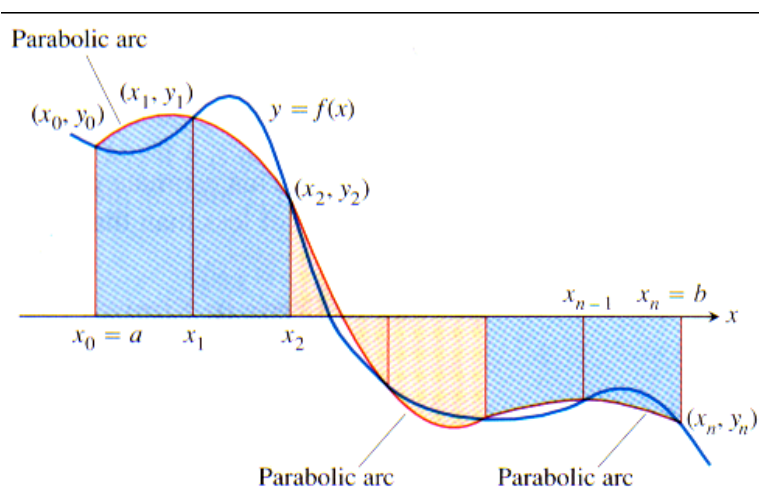 Parabolic arc
(x₁, y₁)
(x₀, y₀)
y = f(x)
(x₂, y₂)
xₙ₋₁
xₙ = b
x
x₀ = a
x₁
x₂
(xₙ, yₙ)
Parabolic arc
Parabolic arc